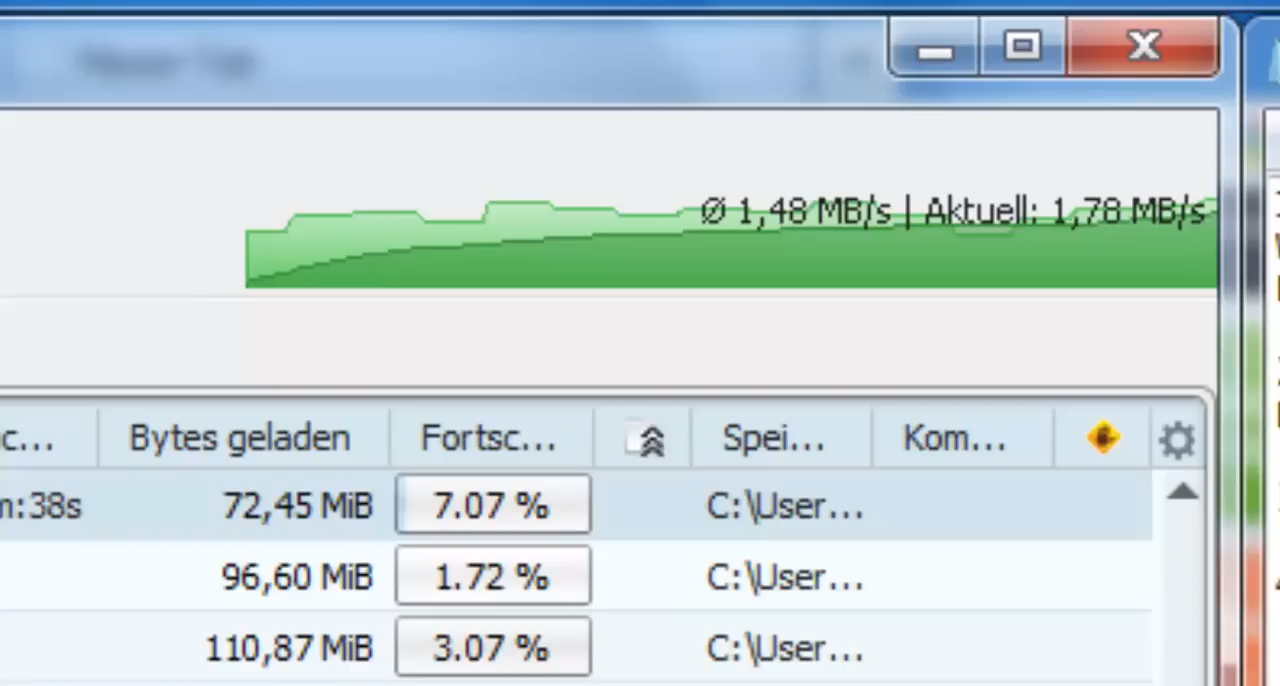 Ø 1,48 MB/s | Aktuell: 1,78 MB/s
c... Bytes geladen Fortsc... Spei... Kom...
n:38s 72,45 MiB 7.07 % C:\User...
96,60 MiB 1.72 % C:\User...
110,87 MiB 3.07 % C:\User...